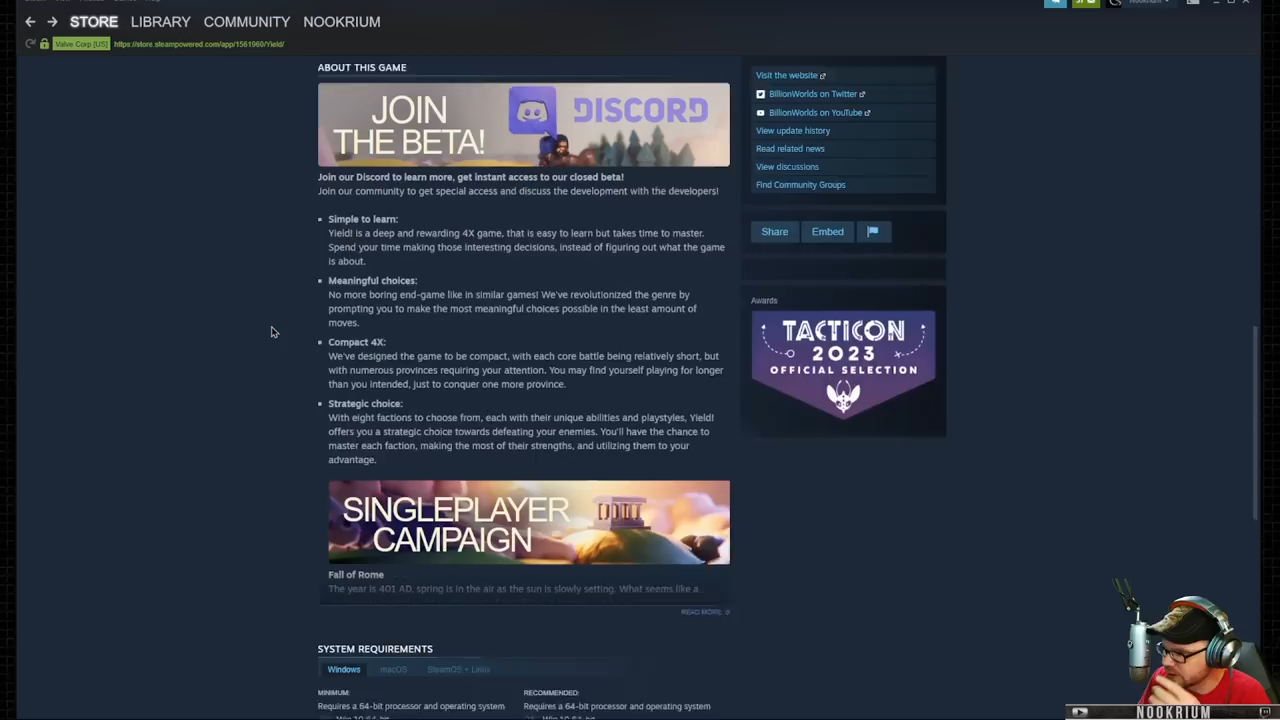 STORE LIBRARY COMMUNITY NOOKRIUM
Valve Corp [US] https://store.steampowered.com/app/1561960/Yield/
ABOUT THIS GAME
JOIN
THE BETA!
DISCORD
Join our Discord to learn more, get instant access to our closed beta!
Join our community to get special access and discuss the development with the developers!
Simple to learn:
Yield! is a deep and rewarding 4X game, that is easy to learn but takes time to master.
Spend your time making those interesting decisions, instead of figuring out what the game
is about.
Meaningful choices:
No more boring end-game like in similar games! We've revolutionized the genre by
prompting you to make the most meaningful choices possible in the least amount of
moves.
Compact 4X:
We've designed the game to be compact, with each core battle being relatively short, but
with numerous provinces requiring your attention. You may find yourself playing for longer
than you intended, just to conquer one more province.
Strategic choice:
With eight factions to choose from, each with their unique abilities and playstyles, Yield!
offers you a strategic choice towards defeating your enemies. You'll have the chance to
master each faction, making the most of their strengths, and utilizing them to your
advantage.
SINGLEPLAYER
CAMPAIGN
Fall of Rome
The year is 401 AD, spring is in the air as the sun is slowly setting. What seems like a
READ MORE
SYSTEM REQUIREMENTS
Windows macOS SteamOS + Linux
MINIMUM:
Requires a 64-bit processor and operating system
RECOMMENDED:
Requires a 64-bit processor and operating system
Visit the website
BillionWorlds on Twitter
BillionWorlds on YouTube
View update history
Read related news
View discussions
Find Community Groups
Share Embed
Awards
TACTICON
2023
OFFICIAL SELECTION
NOOKRIUM